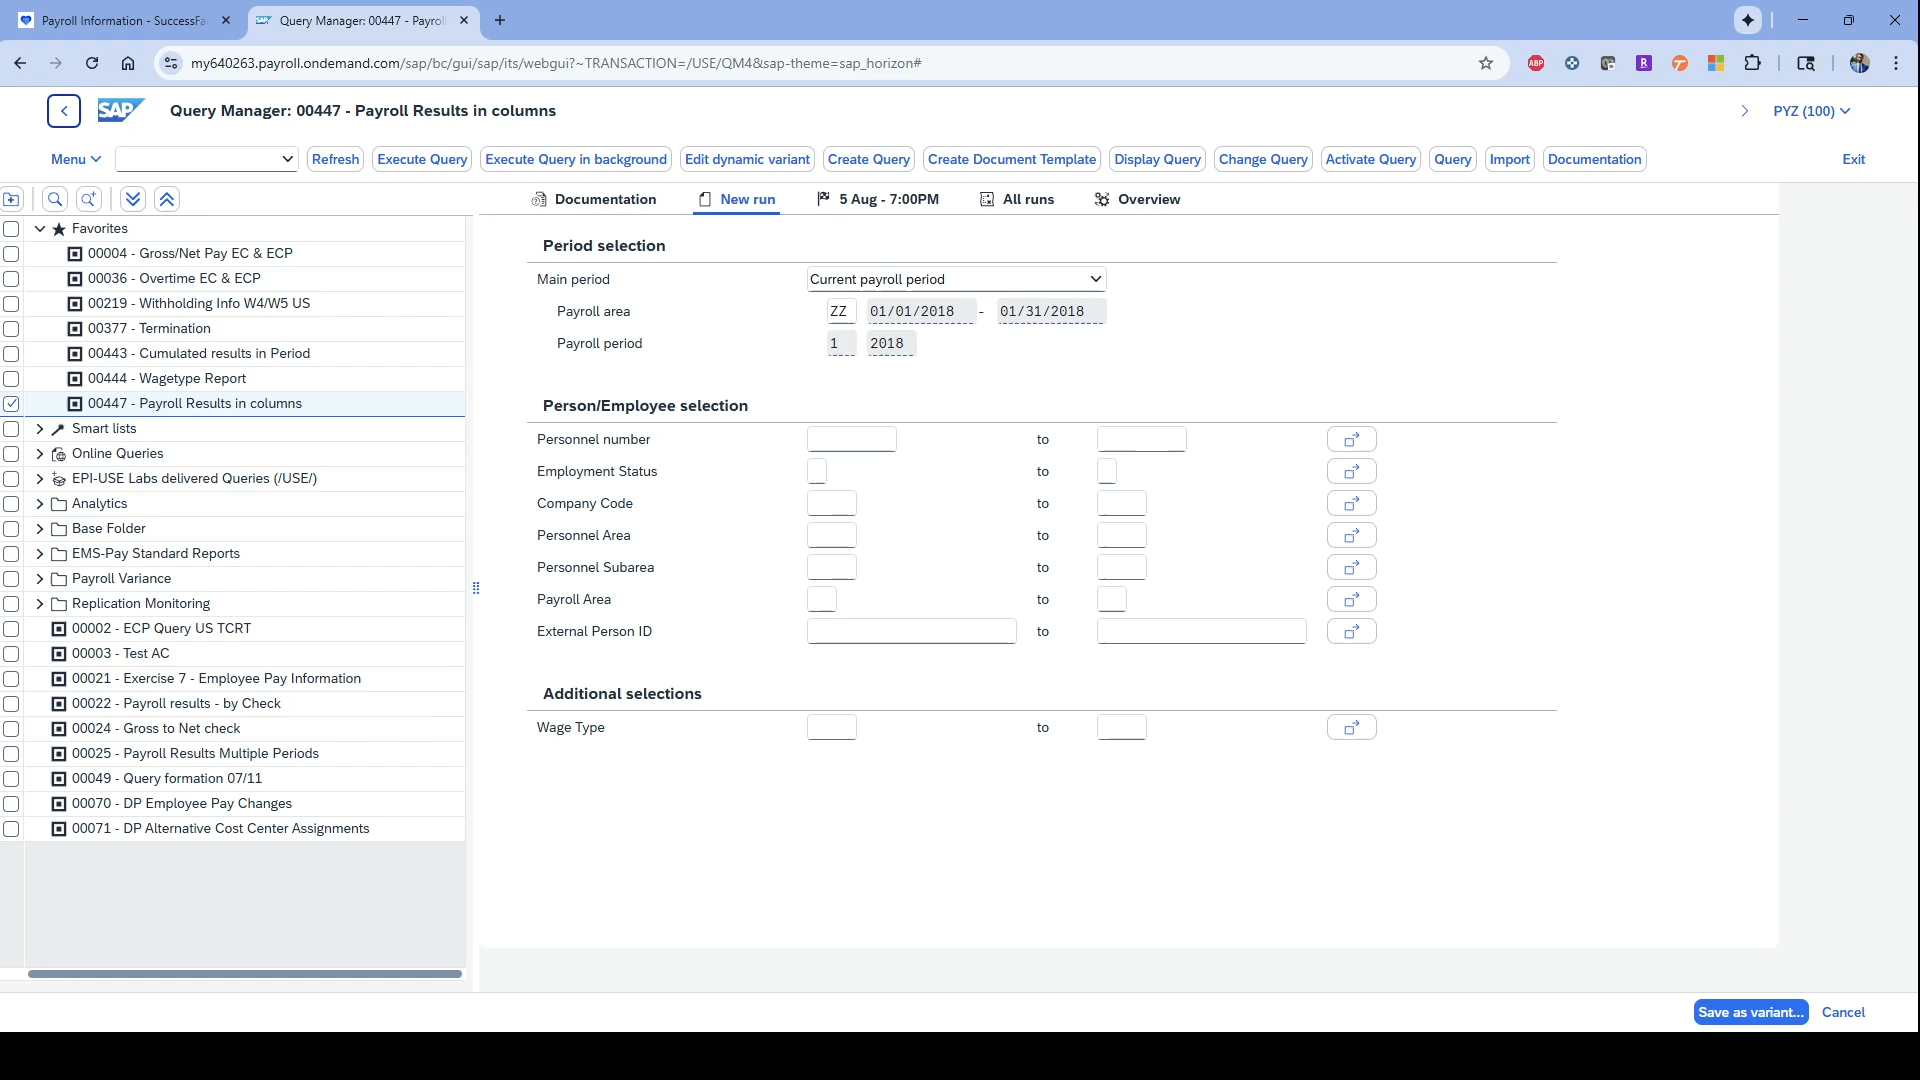 Payroll Information - SuccessFa
Query Manager: 00447 - Payroll
my640263.payroll.ondemand.com/sap/bc/gui/sap/its/webgui?~TRANSACTION=/USE/QM4&sap-theme=sap_horizon#
ABP
R
SAP
Query Manager: 00447 - Payroll Results in columns
PYZ (100)
Menu
Refresh
Execute Query
Execute Query in background
Edit dynamic variant
Create Query
Create Document Template
Display Query
Change Query
Activate Query
Query
Import
Documentation
Exit
Documentation
New run
5 Aug - 7:00PM
All runs
Overview
Favorites
00004 - Gross/Net Pay EC & ECP
00036 - Overtime EC & ECP
00219 - Withholding Info W4/W5 US
00377 - Termination
00443 - Cumulated results in Period
00444 - Wagetype Report
00447 - Payroll Results in columns
Smart lists
Online Queries
EPI-USE Labs delivered Queries (/USE/)
Analytics
Base Folder
EMS-Pay Standard Reports
Payroll Variance
Replication Monitoring
00002 - ECP Query US TCRT
00003 - Test AC
00021 - Exercise 7 - Employee Pay Information
00022 - Payroll results - by Check
00024 - Gross to Net check
00025 - Payroll Results Multiple Periods
00049 - Query formation 07/11
00070 - DP Employee Pay Changes
00071 - DP Alternative Cost Center Assignments
Period selection
Main period Current payroll period
Payroll area ZZ 01/01/2018 - 01/31/2018
Payroll period 1 2018
Person/Employee selection
Personnel number to
Employment Status to
Company Code to
Personnel Area to
Personnel Subarea to
Payroll Area to
External Person ID to
Additional selections
Wage Type to
Save as variant... Cancel